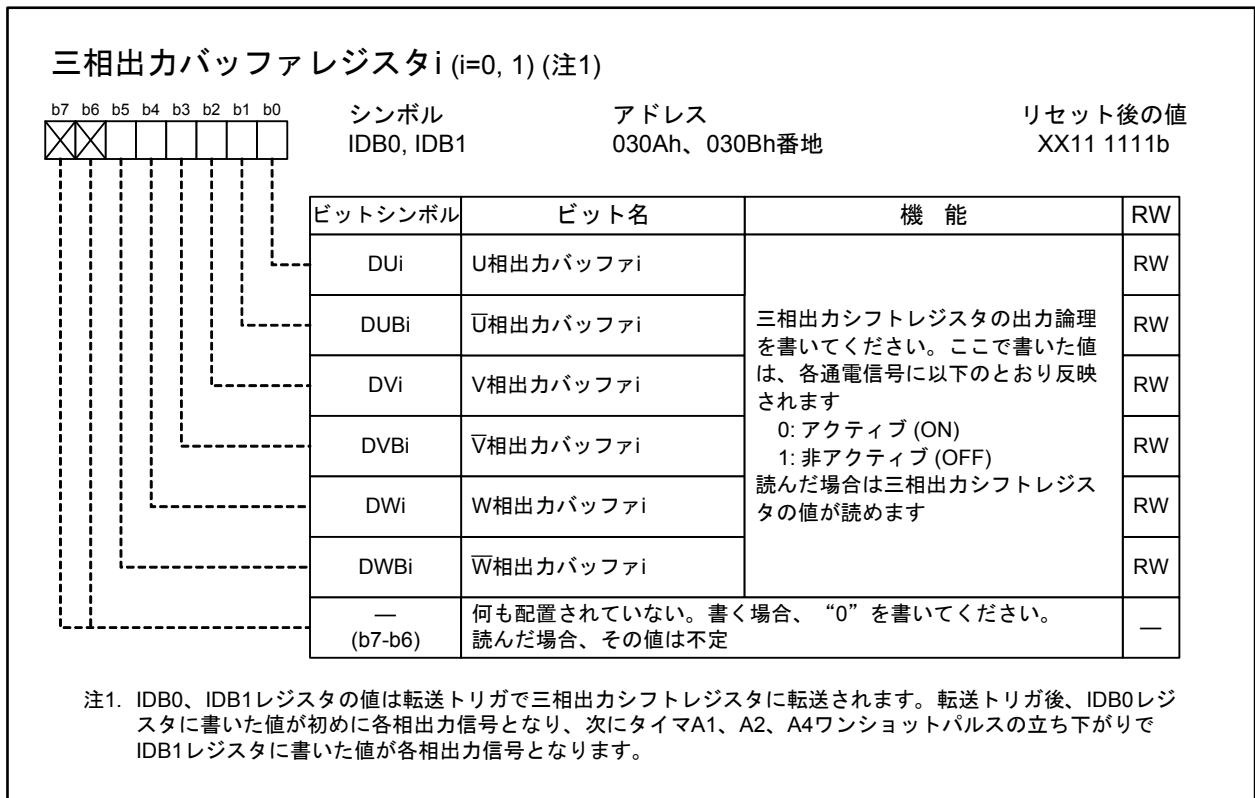 三相出力バッファレジスタi (i=0, 1) (注1)
b7 b6 b5 b4 b3 b2 b1 b0
シンボル アドレス リセット後の値
IDB0, IDB1 030Ah、030Bh番地 XX11 1111b
ビットシンボル ビット名 機 能 RW
DUi U相出力バッファi RW
DUBi U̅相出力バッファi RW
DVi V相出力バッファi RW
DVBi V̅相出力バッファi RW
DWi W相出力バッファi RW
DWBi W̅相出力バッファi RW
三相出力シフトレジスタの出力論理
を書いてください。ここで書いた値
は、各通電信号に以下のとおり反映
されます
0: アクティブ (ON)
1: 非アクティブ (OFF)
読んだ場合は三相出力シフトレジス
タの値が読めます
— 何も配置されていない。書く場合、“0”を書いてください。 —
(b7-b6) 読んだ場合、その値は不定
注1. IDB0、IDB1レジスタの値は転送トリガで三相出力シフトレジスタに転送されます。転送トリガ後、IDB0レジ
スタに書いた値が初めに各相出力信号となり、次にタイマA1、A2、A4ワンショットパルスの立ち下がりで
IDB1レジスタに書いた値が各相出力信号となります。